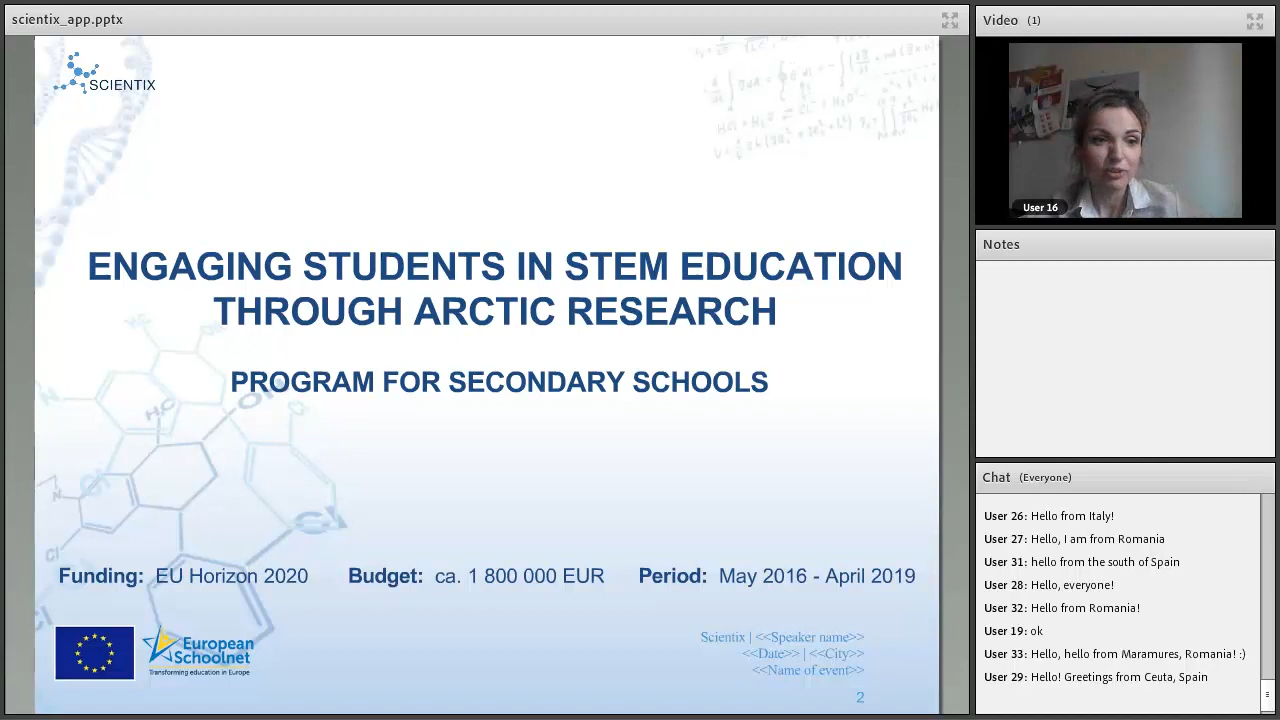 scientix_app.pptx
SCIENTIX
ENGAGING STUDENTS IN STEM EDUCATION
THROUGH ARCTIC RESEARCH
PROGRAM FOR SECONDARY SCHOOLS
Funding: EU Horizon 2020 Budget: ca. 1 800 000 EUR Period: May 2016 - April 2019
European
Schoolnet
Transforming education in Europe
Scientix | <<Speaker name>>
<<Date>> | <<City>>
<<Name of event>>
2
Video (1)
User 16
Notes
Chat (Everyone)
User 26: Hello from Italy!
User 27: Hello, I am from Romania
User 31: hello from the south of Spain
User 28: Hello, everyone!
User 32: Hello from Romania!
User 19: ok
User 33: Hello, hello from Maramures, Romania! :)
User 29: Hello! Greetings from Ceuta, Spain